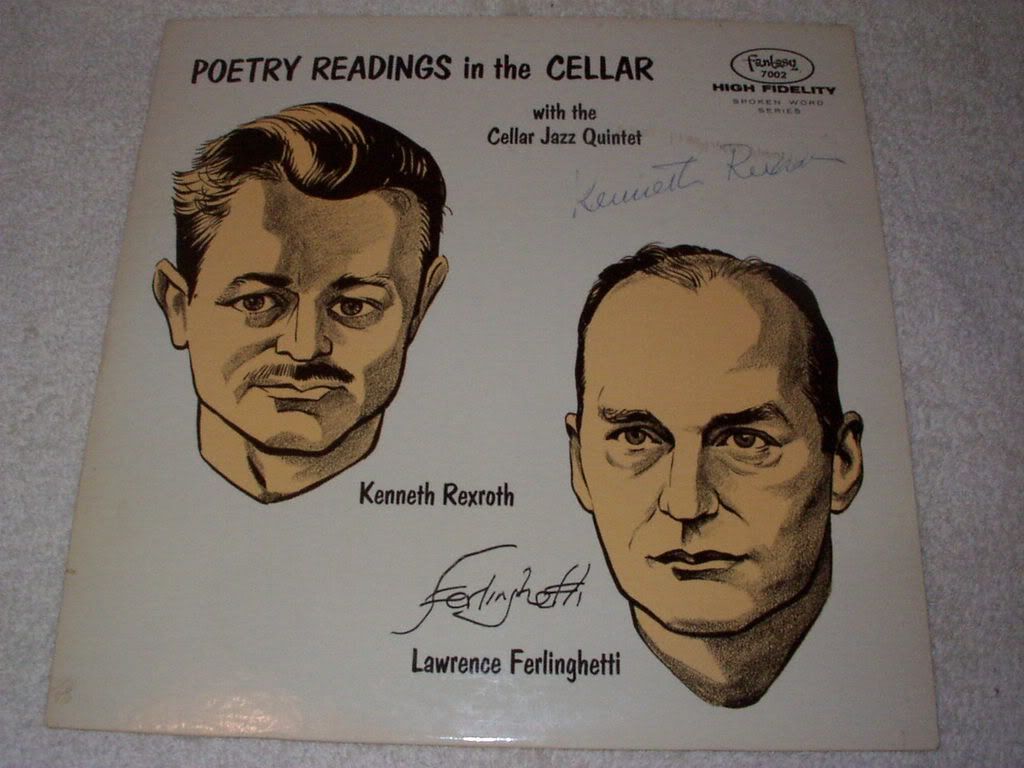 POETRY READINGS in the CELLAR
Fantasy
7002
HIGH FIDELITY
SPOKEN WORD
SERIES
with the
Cellar Jazz Quintet
Kenneth Rexroth
Kenneth Rexroth
Ferlinghetti
Lawrence Ferlinghetti